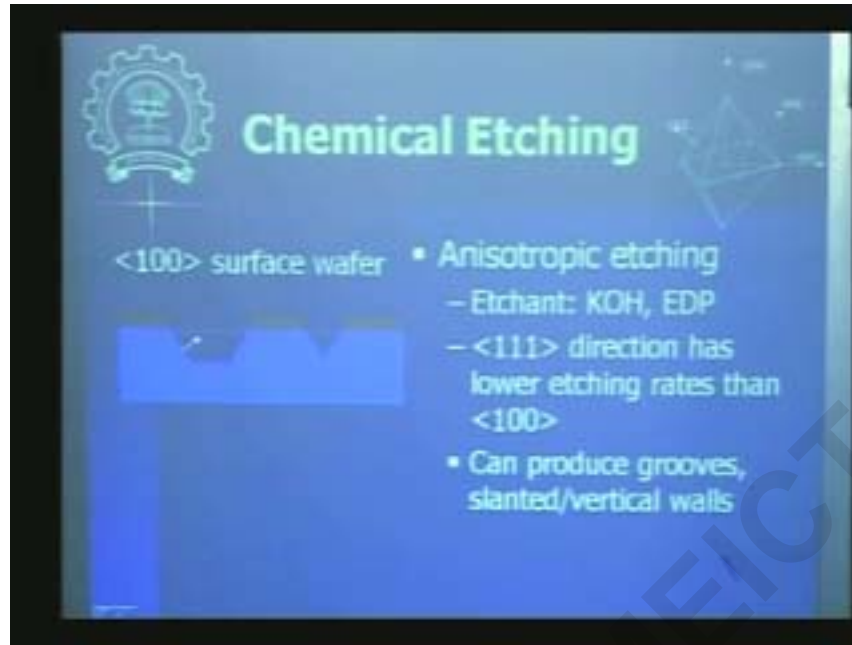 Chemical Etching
<100> surface wafer
▪ Anisotropic etching
– Etchant: KOH, EDP
– <111> direction has
lower etching rates than
<100>
▪ Can produce grooves,
slanted/vertical walls